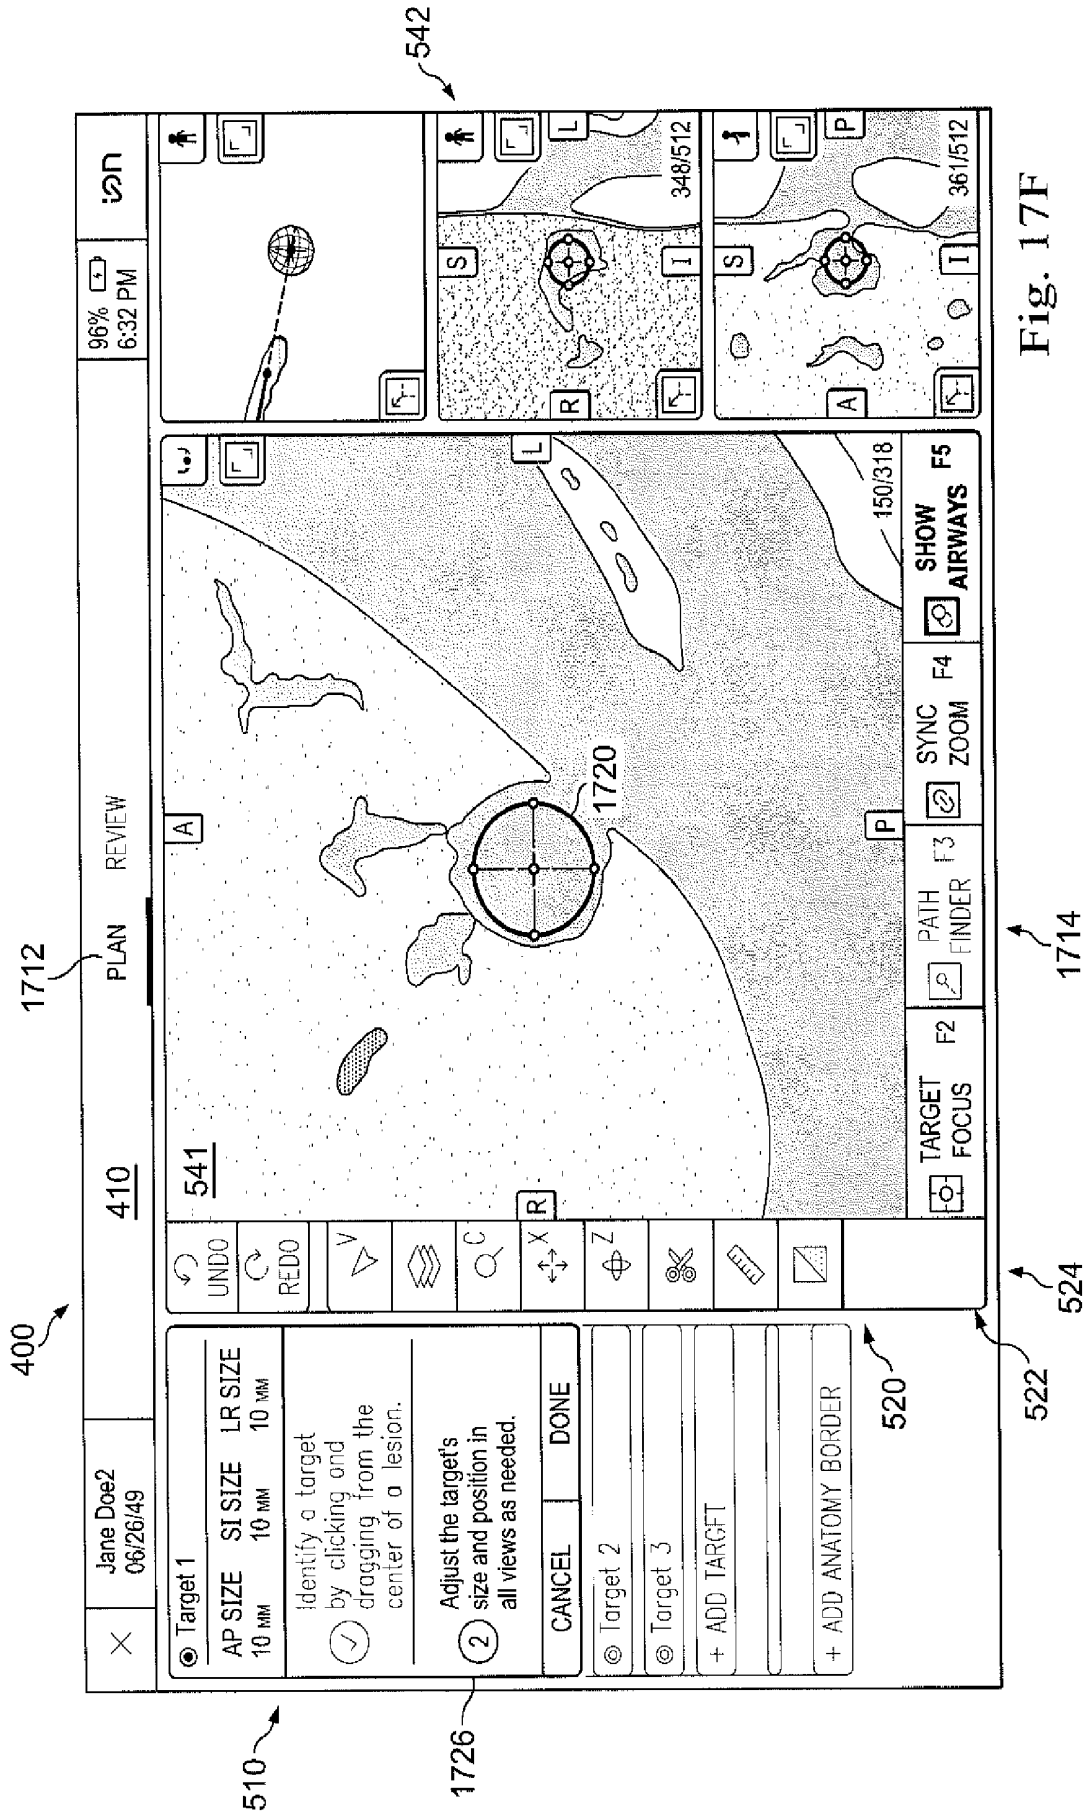 400
410
1712
542
Jane Doe2
06/26/49
PLAN
REVIEW
96%
6:32 PM
510
Target 1
AP SIZE
SI SIZE
LR SIZE
10 MM
10 MM
10 MM
Identify a target
by clicking and
dragging from the
center of a lesion.
2
Adjust the target's
size and position in
all views as needed.
CANCEL
DONE
1726
Target 2
Target 3
+ ADD TARGET
+ ADD ANATOMY BORDER
520
522
524
UNDO
REDO
V
C
X
Z
541
A
R
L
P
1720
150/318
TARGET
FOCUS
F2
PATH
FINDER
F3
SYNC
ZOOM
F4
SHOW
AIRWAYS
F5
1714
S
R
L
I
348/512
S
A
P
I
361/512
Fig. 17F